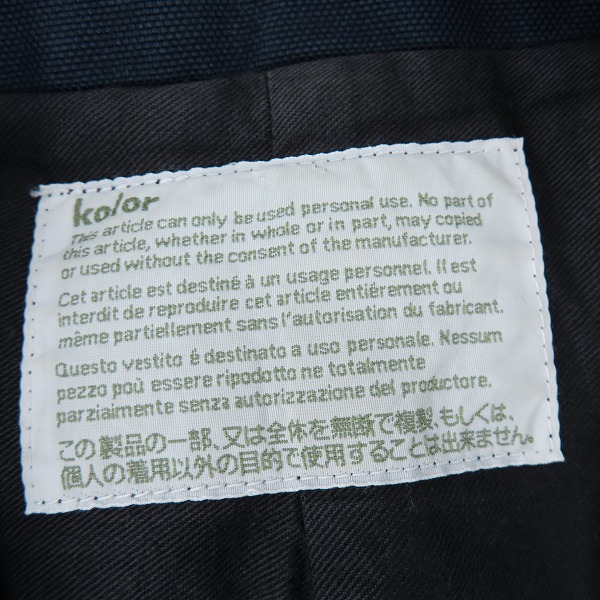 kolor
This article can only be used personal use. No part of
this article, whether in whole or in part, may copied
or used without the consent of the manufacturer.
Cet article est destiné à un usage personnel. Il est
interdit de reproduire cet article entiérement ou
même partiellement sans l'autorisation du fabricant.
Questo vestito é destinato a uso personale. Nessum
pezzo poù essere ripodotto ne totalmente
parziaimente senza autorizzazione del productore.
この製品の一部、又は全体を無断で複製、もしくは、
個人の着用以外の目的で使用することは出来ません。